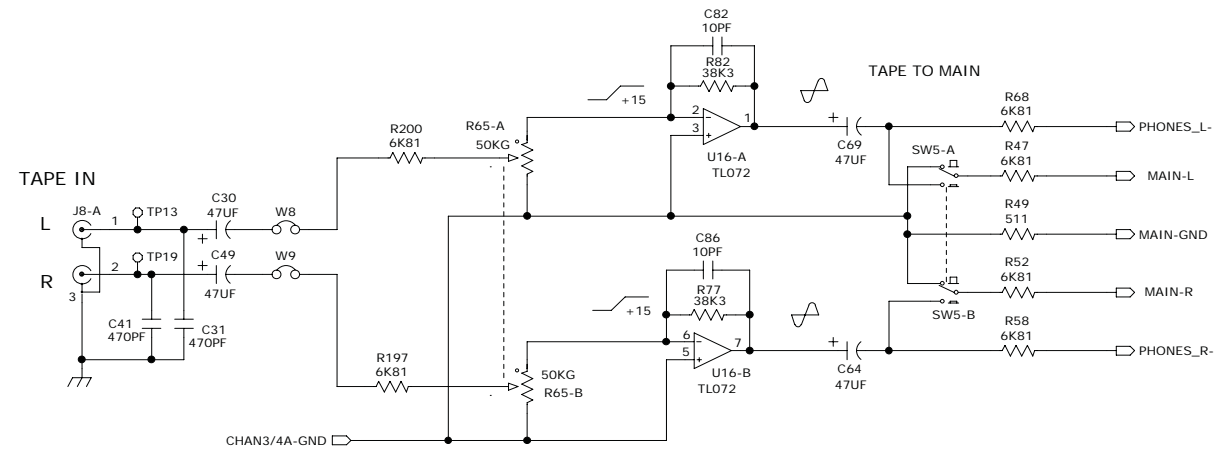 C82
10PF
R82
38K3
+15
2
3
1
U16-A
TL072
+
C69
47UF
TAPE TO MAIN
R68
6K81
PHONES_L-
SW5-A
R47
6K81
MAIN-L
R49
511
MAIN-GND
R52
6K81
MAIN-R
SW5-B
R58
6K81
PHONES_R-
R200
6K81
R65-A
50KG
TAPE IN
J8-A
L
1
TP13
C30
47UF
+
W8
R
2
TP19
+
C49
47UF
W9
3
C41
470PF
C31
470PF
R197
6K81
50KG
R65-B
C86
10PF
R77
38K3
+15
6
5
7
U16-B
TL072
+
C64
47UF
CHAN3/4A-GND